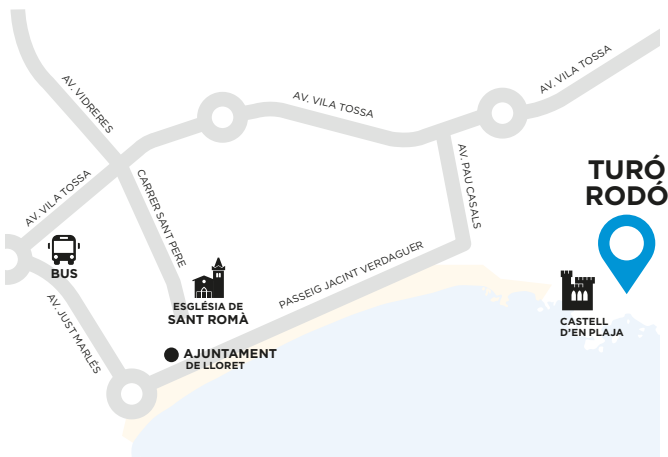 AV. VIDRERES
AV. VILA TOSSA
AV. VILA TOSSA
AV. VILA TOSSA
CARRER SANT PERE
AV. PAU CASALS
TURÓ
RODÓ
BUS
AV. JUST MARLÉS
PASSEIG JACINT VERDAGUER
ESGLÉSIA DE
SANT ROMÀ
CASTELL
D'EN PLAJA
AJUNTAMENT
DE LLORET